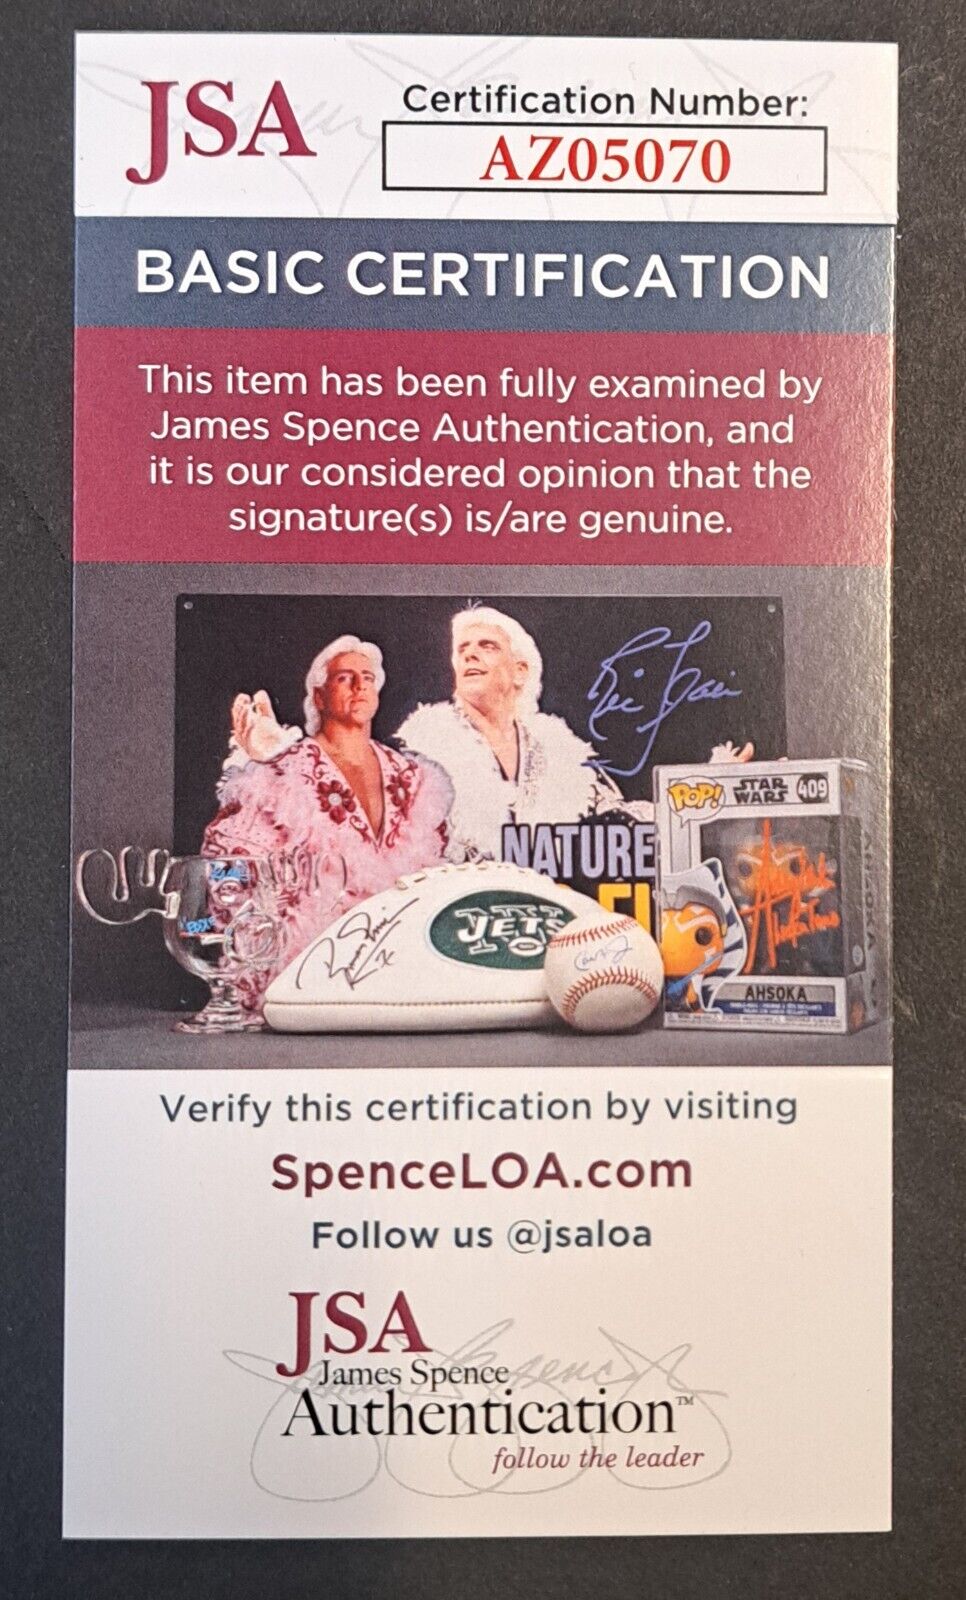 JSA
Certification Number:
AZ05070
BASIC CERTIFICATION
This item has been fully examined by
James Spence Authentication, and
it is our considered opinion that the
signature(s) is/are genuine.
Ric Flair
POP!
STAR
WARS
409
NATURE
JETS
AHSOKA
Verify this certification by visiting
SpenceLOA.com
Follow us @jsaloa
JSA
James Spence
Authentication™
follow the leader